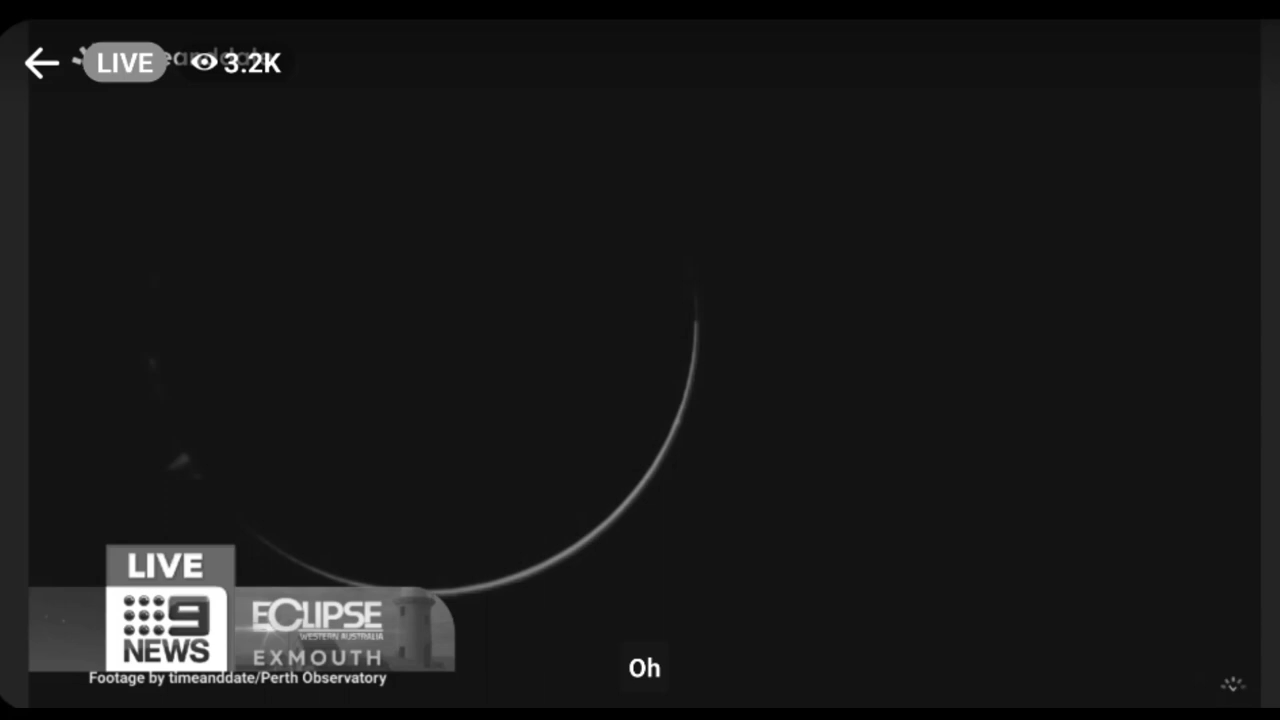 LIVE
3.2K
LIVE
9
NEWS
ECLIPSE
WESTERN AUSTRALIA
EXMOUTH
Footage by timeanddate/Perth Observatory
Oh